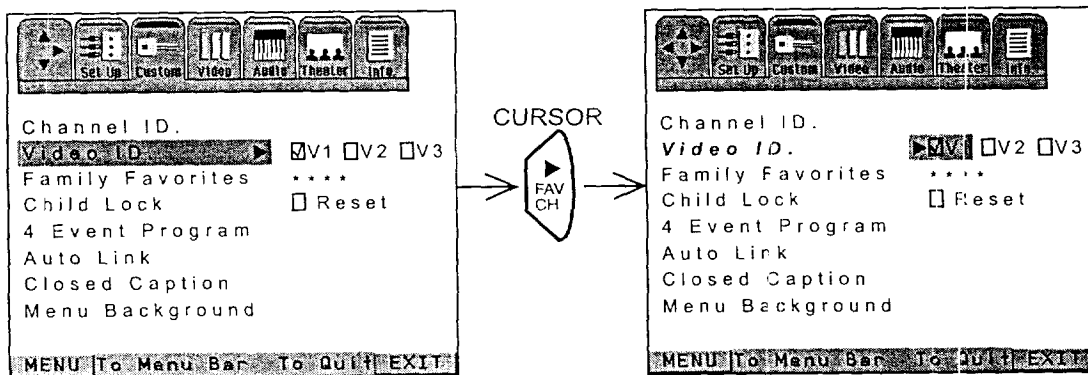 Set Up Custom Video Audio Theater Info
Channel ID.
Video ID ▶ ☑V1 ☐V2 ☐V3
Family Favorites ****
Child Lock ☐ Reset
4 Event Program
Auto Link
Closed Caption
Menu Background
MENU To Menu Bar To Quit EXIT
CURSOR
▶
FAV
CH
Set Up Custom Video Audio Theater Info
Channel ID.
Video ID. ▶☑V1 ☐V2 ☐V3
Family Favorites ****
Child Lock ☐ Reset
4 Event Program
Auto Link
Closed Caption
Menu Background
MENU To Menu Bar To Quit EXIT